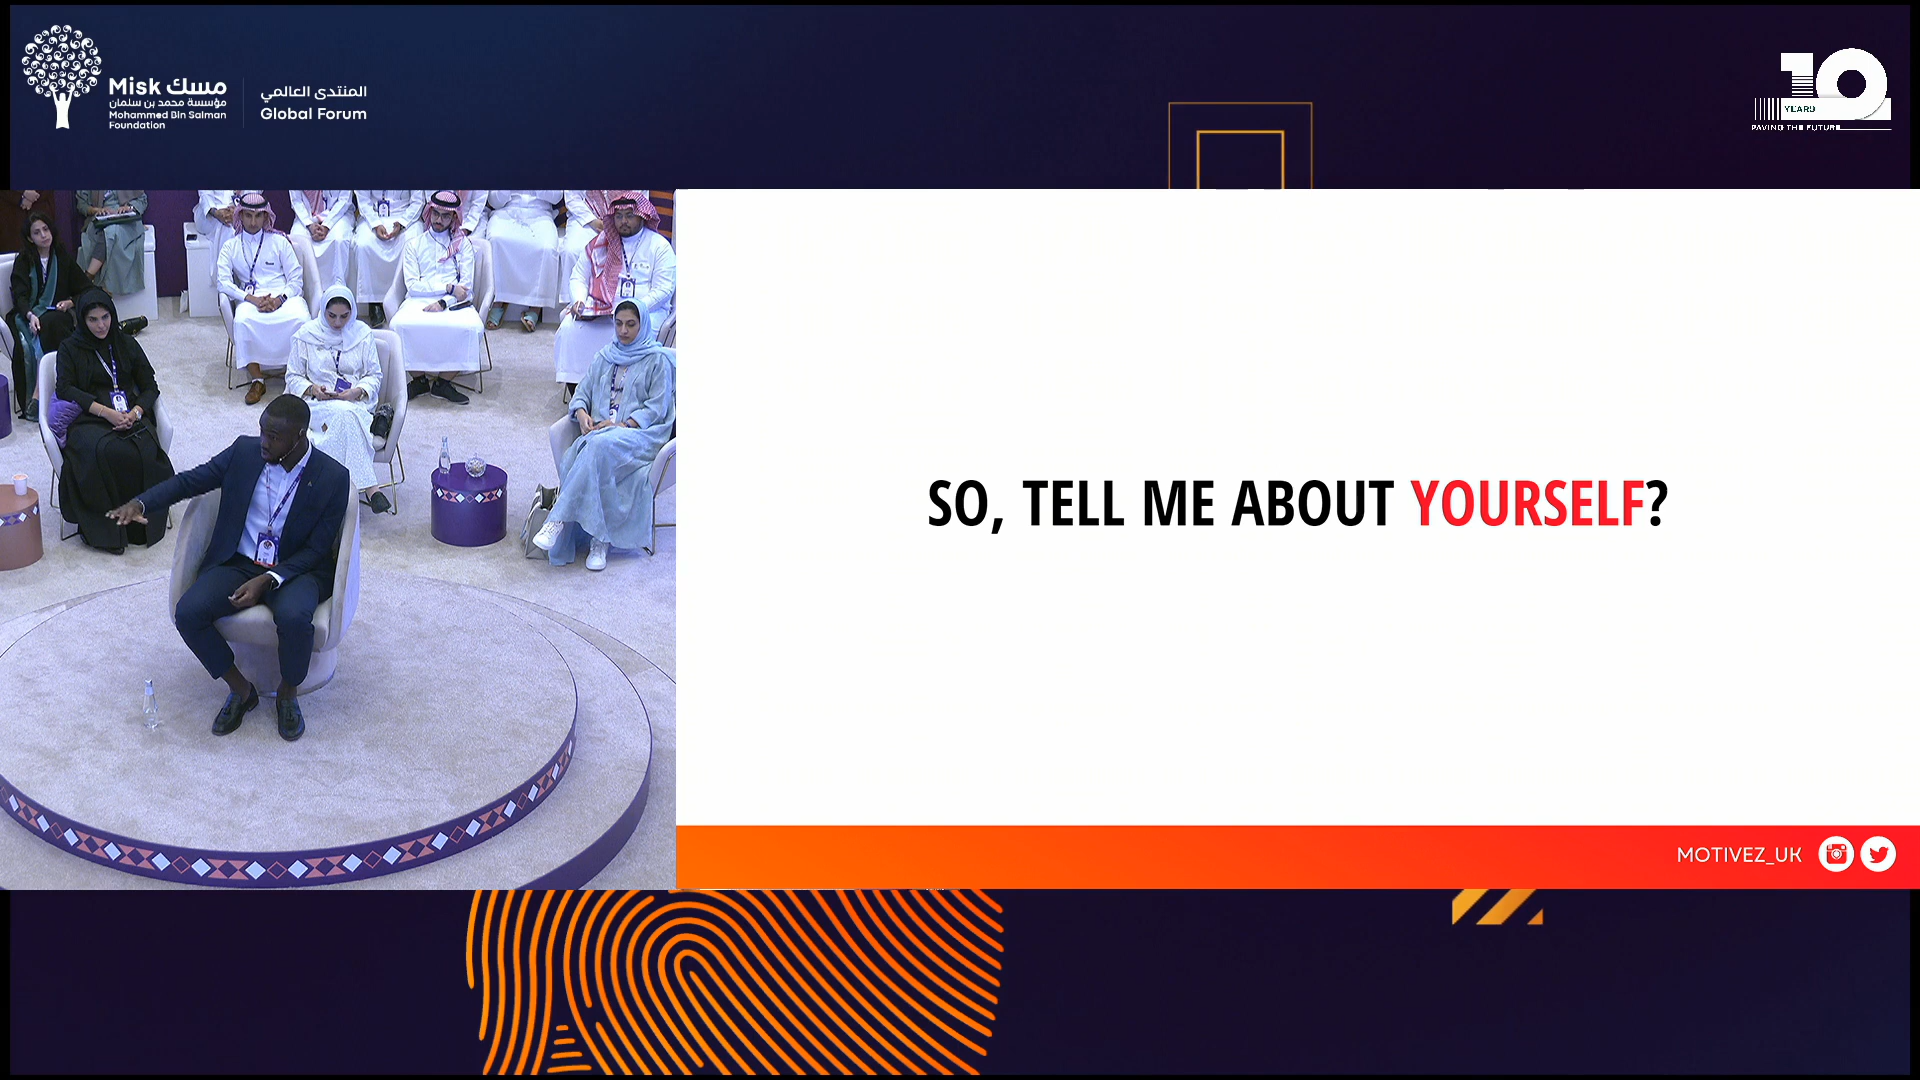 Misk مسك
مؤسسة محمد بن سلمان
Mohammed Bin Salman
Foundation
المنتدى العالمي
Global Forum
10
YEARS
PAVING THE FUTURE
SO, TELL ME ABOUT YOURSELF?
MOTIVEZ_UK